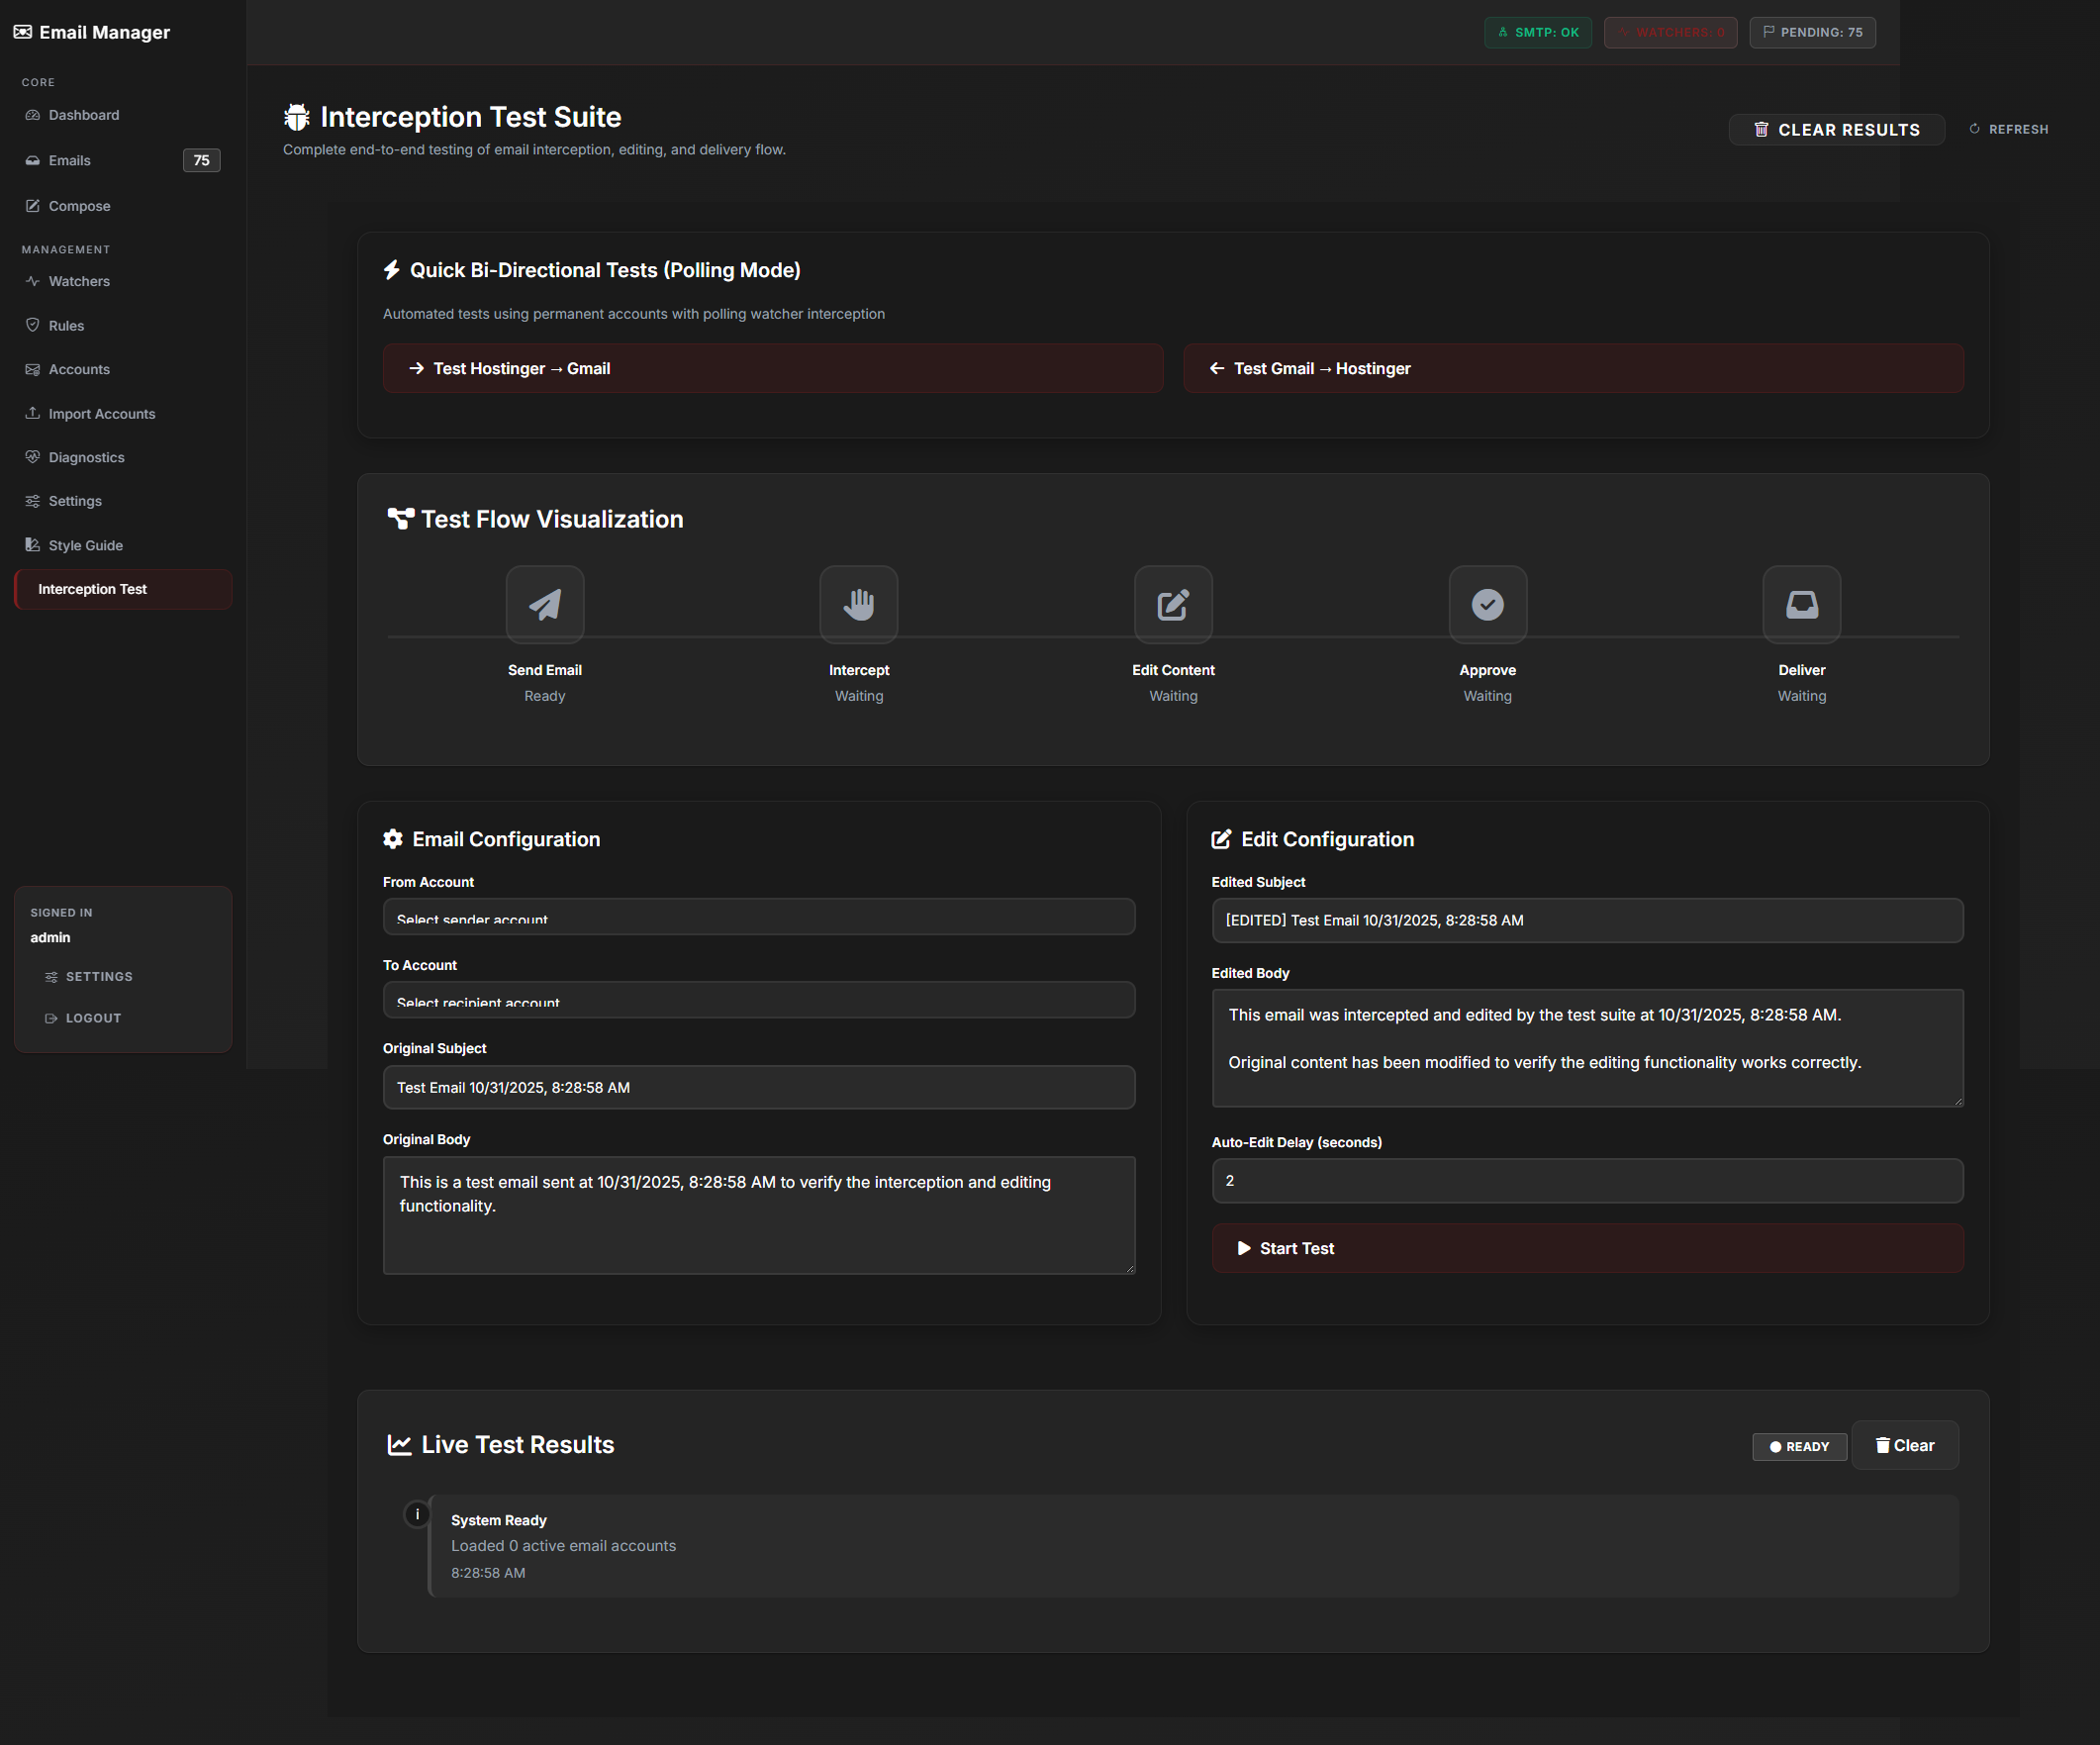 Email Manager
SMTP: OK
WATCHERS: 0
PENDING: 75
CORE
Dashboard
Emails
75
Compose
MANAGEMENT
Watchers
Rules
Accounts
Import Accounts
Diagnostics
Settings
Style Guide
Interception Test
SIGNED IN
admin
SETTINGS
LOGOUT
Interception Test Suite
Complete end-to-end testing of email interception, editing, and delivery flow.
CLEAR RESULTS
REFRESH
Quick Bi-Directional Tests (Polling Mode)
Automated tests using permanent accounts with polling watcher interception
Test Hostinger → Gmail
Test Gmail → Hostinger
Test Flow Visualization
Send Email
Ready
Intercept
Waiting
Edit Content
Waiting
Approve
Waiting
Deliver
Waiting
Email Configuration
From Account
Select sender account
To Account
Select recipient account
Original Subject
Test Email 10/31/2025, 8:28:58 AM
Original Body
This is a test email sent at 10/31/2025, 8:28:58 AM to verify the interception and editing
functionality.
Edit Configuration
Edited Subject
[EDITED] Test Email 10/31/2025, 8:28:58 AM
Edited Body
This email was intercepted and edited by the test suite at 10/31/2025, 8:28:58 AM.
Original content has been modified to verify the editing functionality works correctly.
Auto-Edit Delay (seconds)
2
Start Test
Live Test Results
READY
Clear
System Ready
Loaded 0 active email accounts
8:28:58 AM